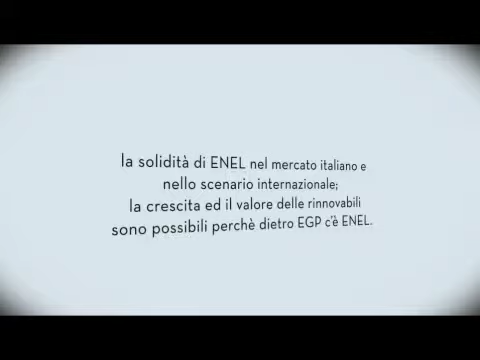 la solidità di ENEL nel mercato italiano e
nello scenario internazionale;
la crescita ed il valore delle rinnovabili
sono possibili perchè dietro EGP c'è ENEL.